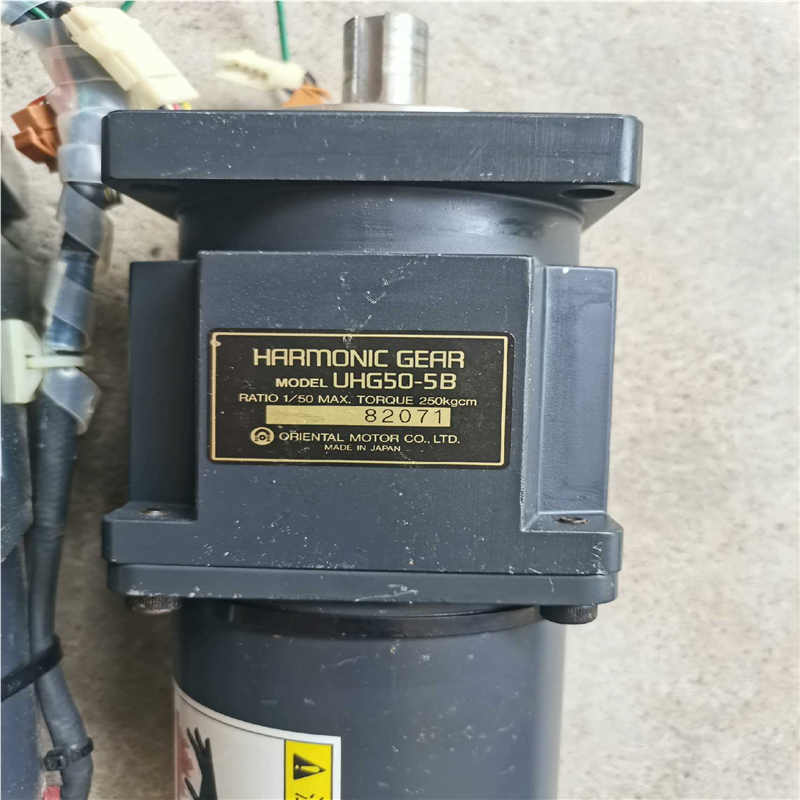 HARMONIC GEAR
MODEL UHG50-5B
RATIO 1/50 MAX. TORQUE 250kgcm
82071
ORIENTAL MOTOR CO., LTD.
MADE IN JAPAN